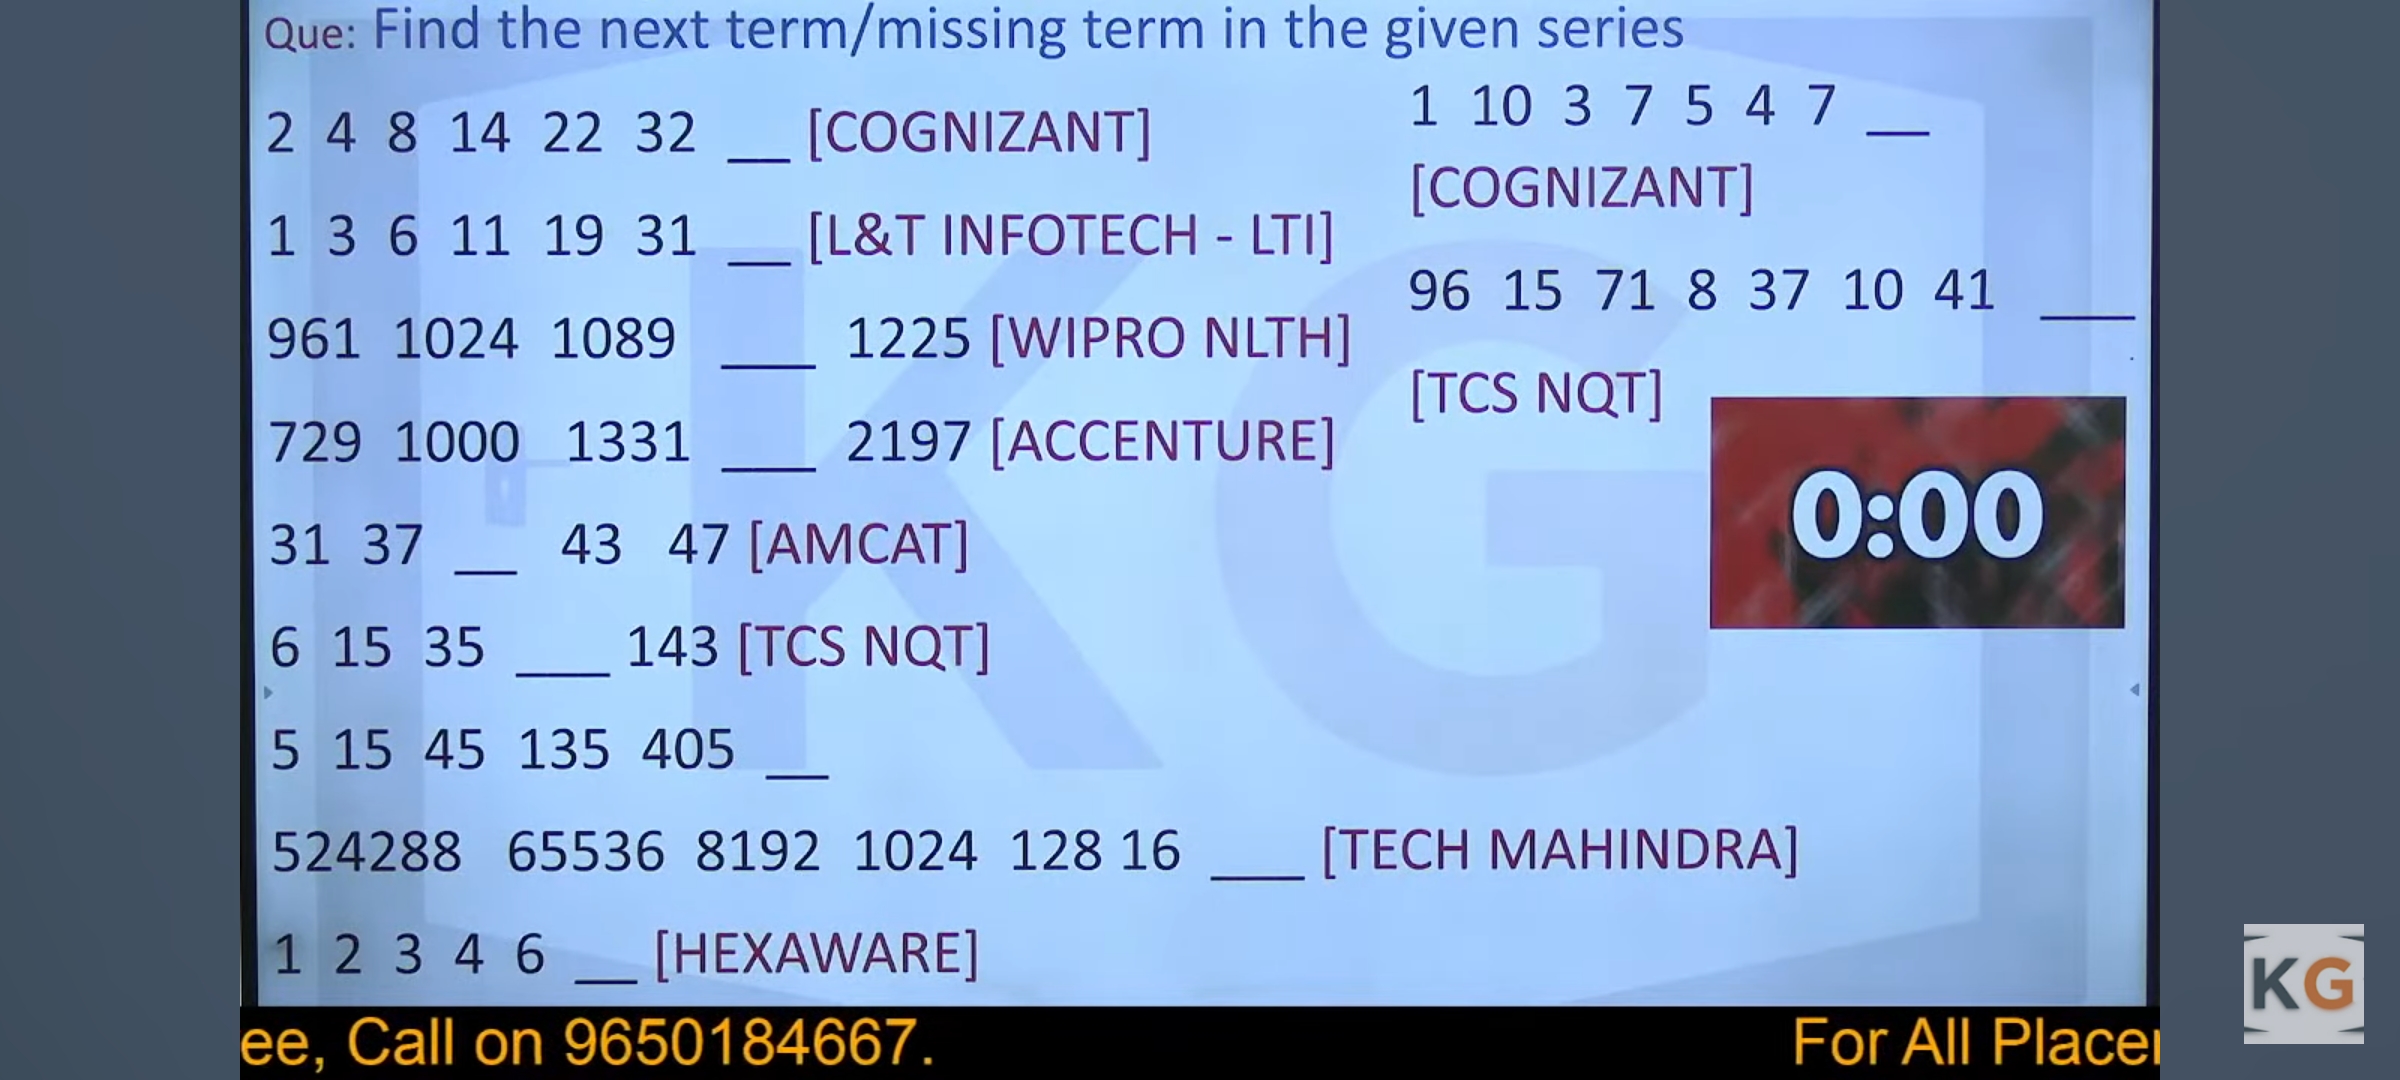 Que: Find the next term/missing term in the given series
2 4 8 14 22 32 __ [COGNIZANT]
1 3 6 11 19 31 __ [L&T INFOTECH - LTI]
961 1024 1089 ___ 1225 [WIPRO NLTH]
729 1000 1331 ___ 2197 [ACCENTURE]
31 37 __ 43 47 [AMCAT]
6 15 35 ___ 143 [TCS NQT]
5 15 45 135 405 __
524288 65536 8192 1024 128 16 ___ [TECH MAHINDRA]
1 2 3 4 6 __ [HEXAWARE]
1 10 3 7 5 4 7 __
[COGNIZANT]
96 15 71 8 37 10 41 ___
[TCS NQT]
0:00
KG
KG
ee, Call on 9650184667. For All Placer